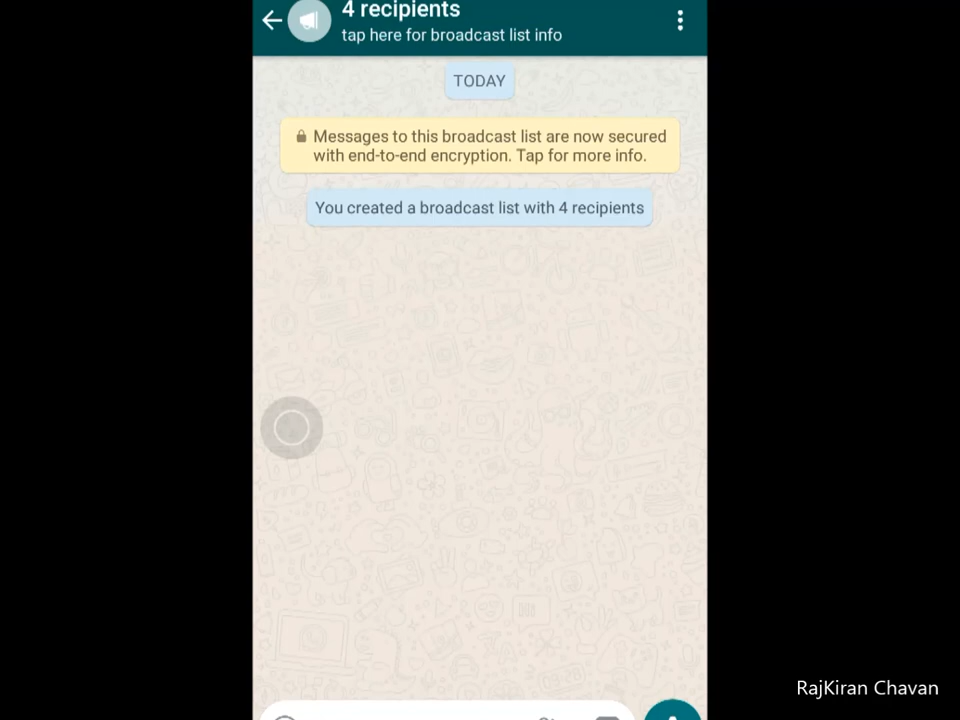 4 recipients
tap here for broadcast list info
TODAY
Messages to this broadcast list are now secured
with end-to-end encryption. Tap for more info.
You created a broadcast list with 4 recipients
RajKiran Chavan